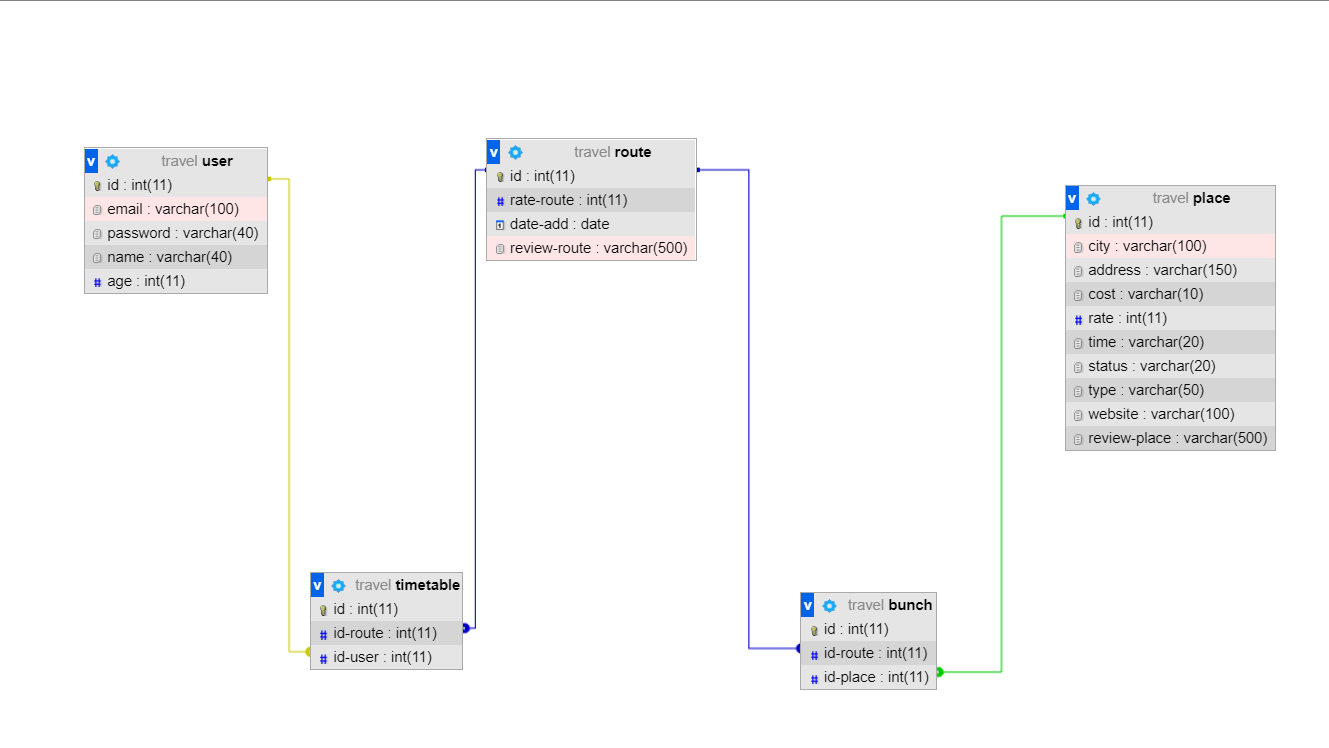 v travel user
id : int(11)
email : varchar(100)
password : varchar(40)
name : varchar(40)
# age : int(11)
v travel route
id : int(11)
# rate-route : int(11)
date-add : date
review-route : varchar(500)
v travel place
id : int(11)
city : varchar(100)
address : varchar(150)
cost : varchar(10)
# rate : int(11)
time : varchar(20)
status : varchar(20)
type : varchar(50)
website : varchar(100)
review-place : varchar(500)
v travel timetable
id : int(11)
# id-route : int(11)
# id-user : int(11)
v travel bunch
id : int(11)
# id-route : int(11)
# id-place : int(11)